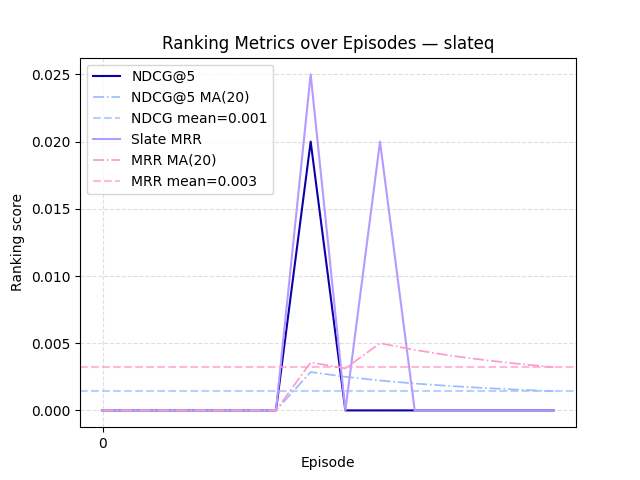 Ranking Metrics over Episodes — slateq
NDCG@5
NDCG@5 MA(20)
NDCG mean=0.001
Slate MRR
MRR MA(20)
MRR mean=0.003
Ranking score
0.025
0.020
0.015
0.010
0.005
0.000
0
Episode